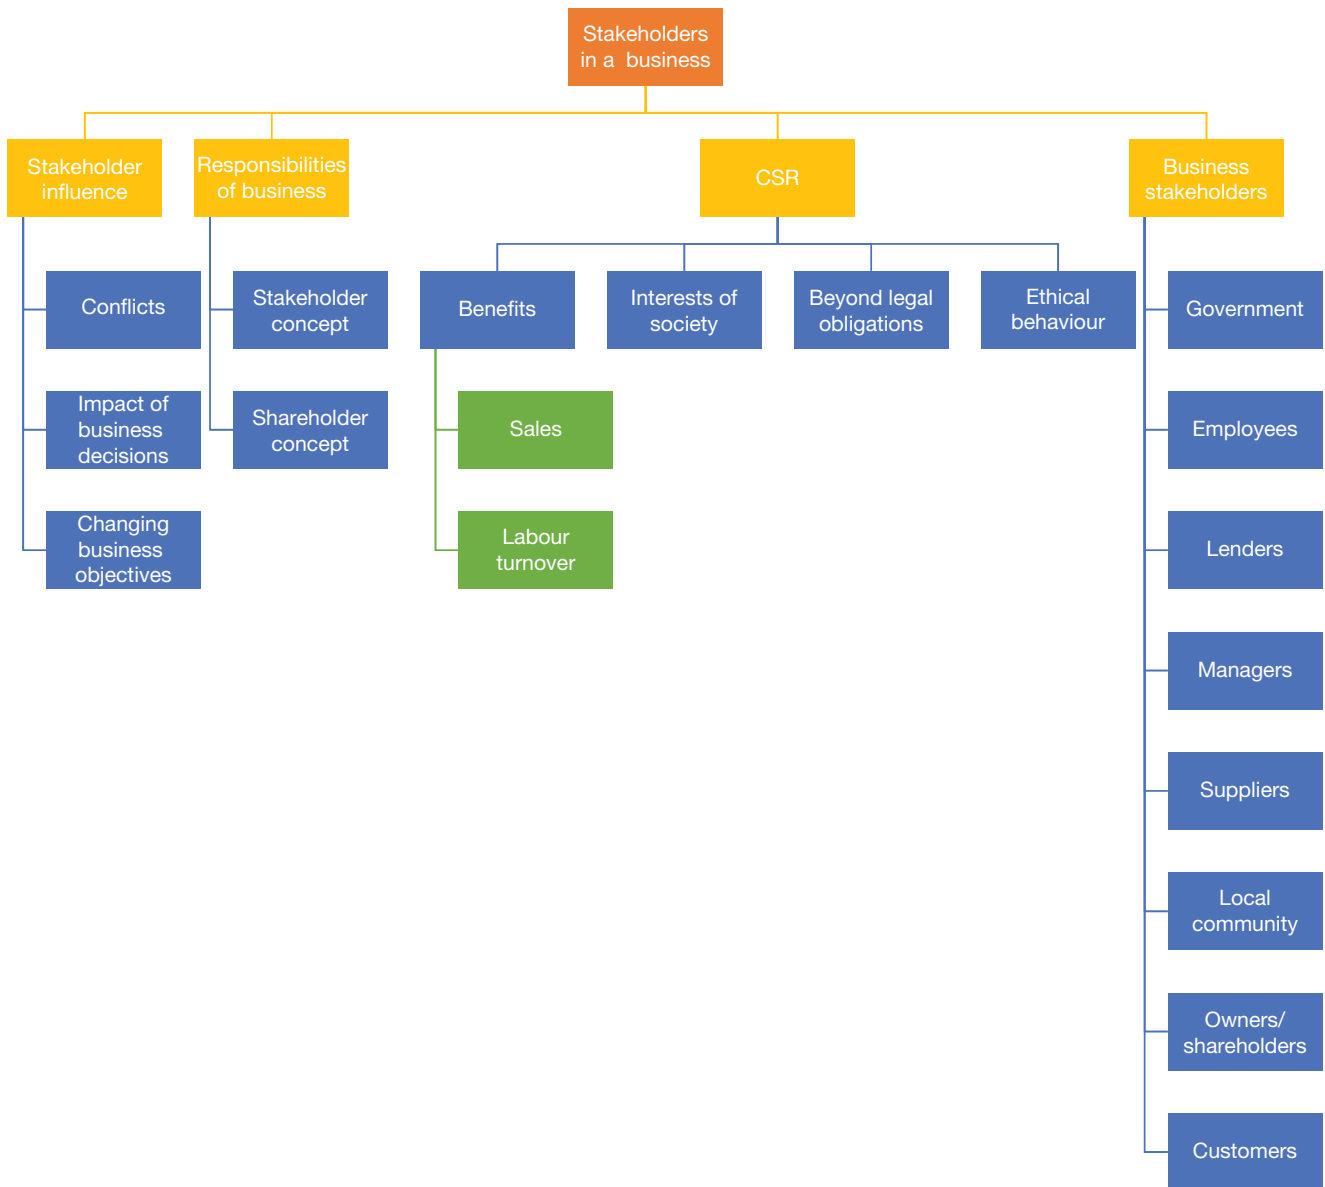 Stakeholders
in a business
Stakeholder
influence
Responsibilities
of business
CSR
Business
stakeholders
Conflicts
Impact of
business
decisions
Changing
business
objectives
Stakeholder
concept
Shareholder
concept
Benefits
Sales
Labour
turnover
Interests of
society
Beyond legal
obligations
Ethical
behaviour
Government
Employees
Lenders
Managers
Suppliers
Local
community
Owners/
shareholders
Customers